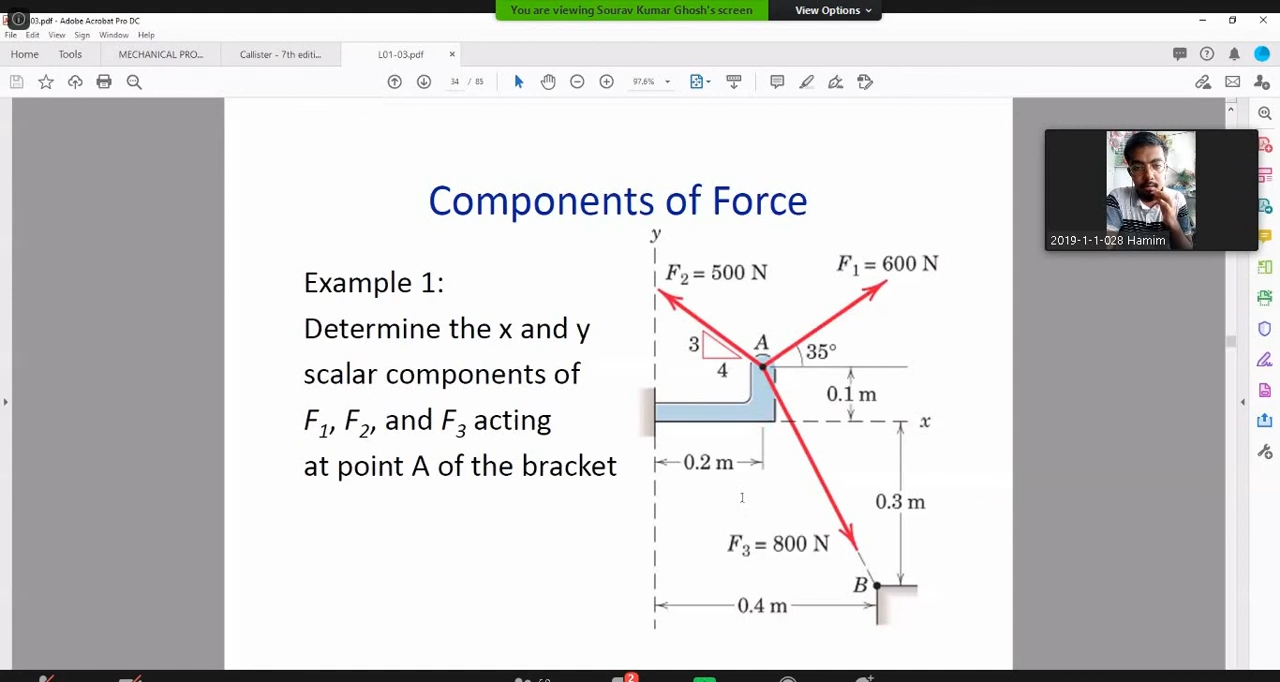 You are viewing Sourav Kumar Ghosh's screen
View Options
03.pdf - Adobe Acrobat Pro DC
File Edit View Sign Window Help
Home Tools MECHANICAL PRO... Callister - 7th editi... L01-03.pdf
34 / 85 97.6%
Components of Force
y
F2 = 500 N
F1 = 600 N
Example 1:
Determine the x and y
scalar components of
F1, F2, and F3 acting
at point A of the bracket
3
4
A
35°
0.1 m
x
0.2 m
0.3 m
F3 = 800 N
B
0.4 m
2019-1-1-028 Hamim
2